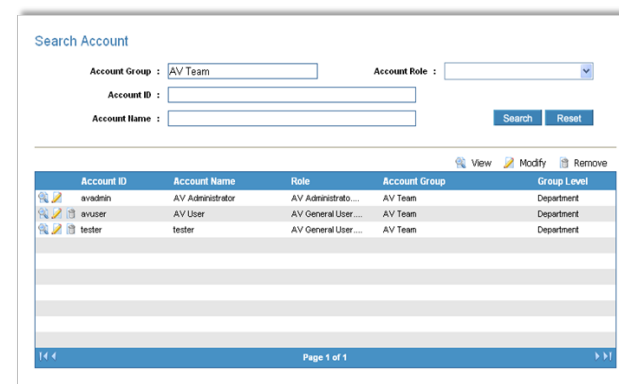 Search Account
Account Group : AV Team Account Role :
Account ID :
Account Name : Search Reset
View Modify Remove
Account ID Account Name Role Account Group Group Level
avadmin AV Administrator AV Administrato.... AV Team Department
avuser AV User AV General User.... AV Team Department
tester tester AV General User.... AV Team Department
Page 1 of 1